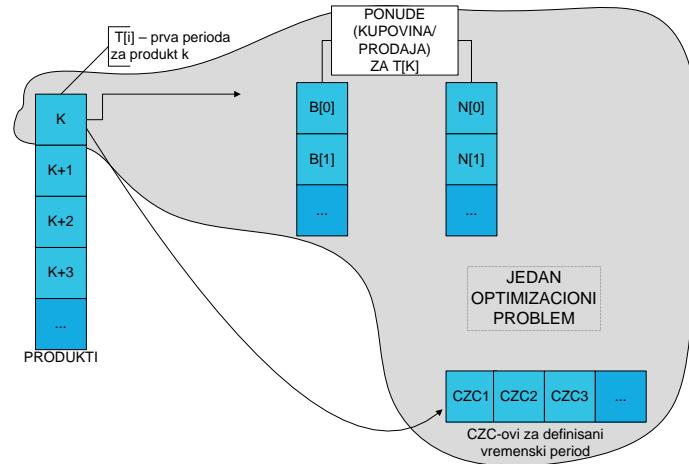 T[i] – prva perioda
za produkt k
PONUDE
(KUPOVINA/
PRODAJA)
ZA T[K]
K
K+1
K+2
K+3
...
PRODUKTI
B[0]
B[1]
...
N[0]
N[1]
...
JEDAN
OPTIMIZACIONI
PROBLEM
CZC1 CZC2 CZC3 ...
CZC-ovi za definisani
vremenski period